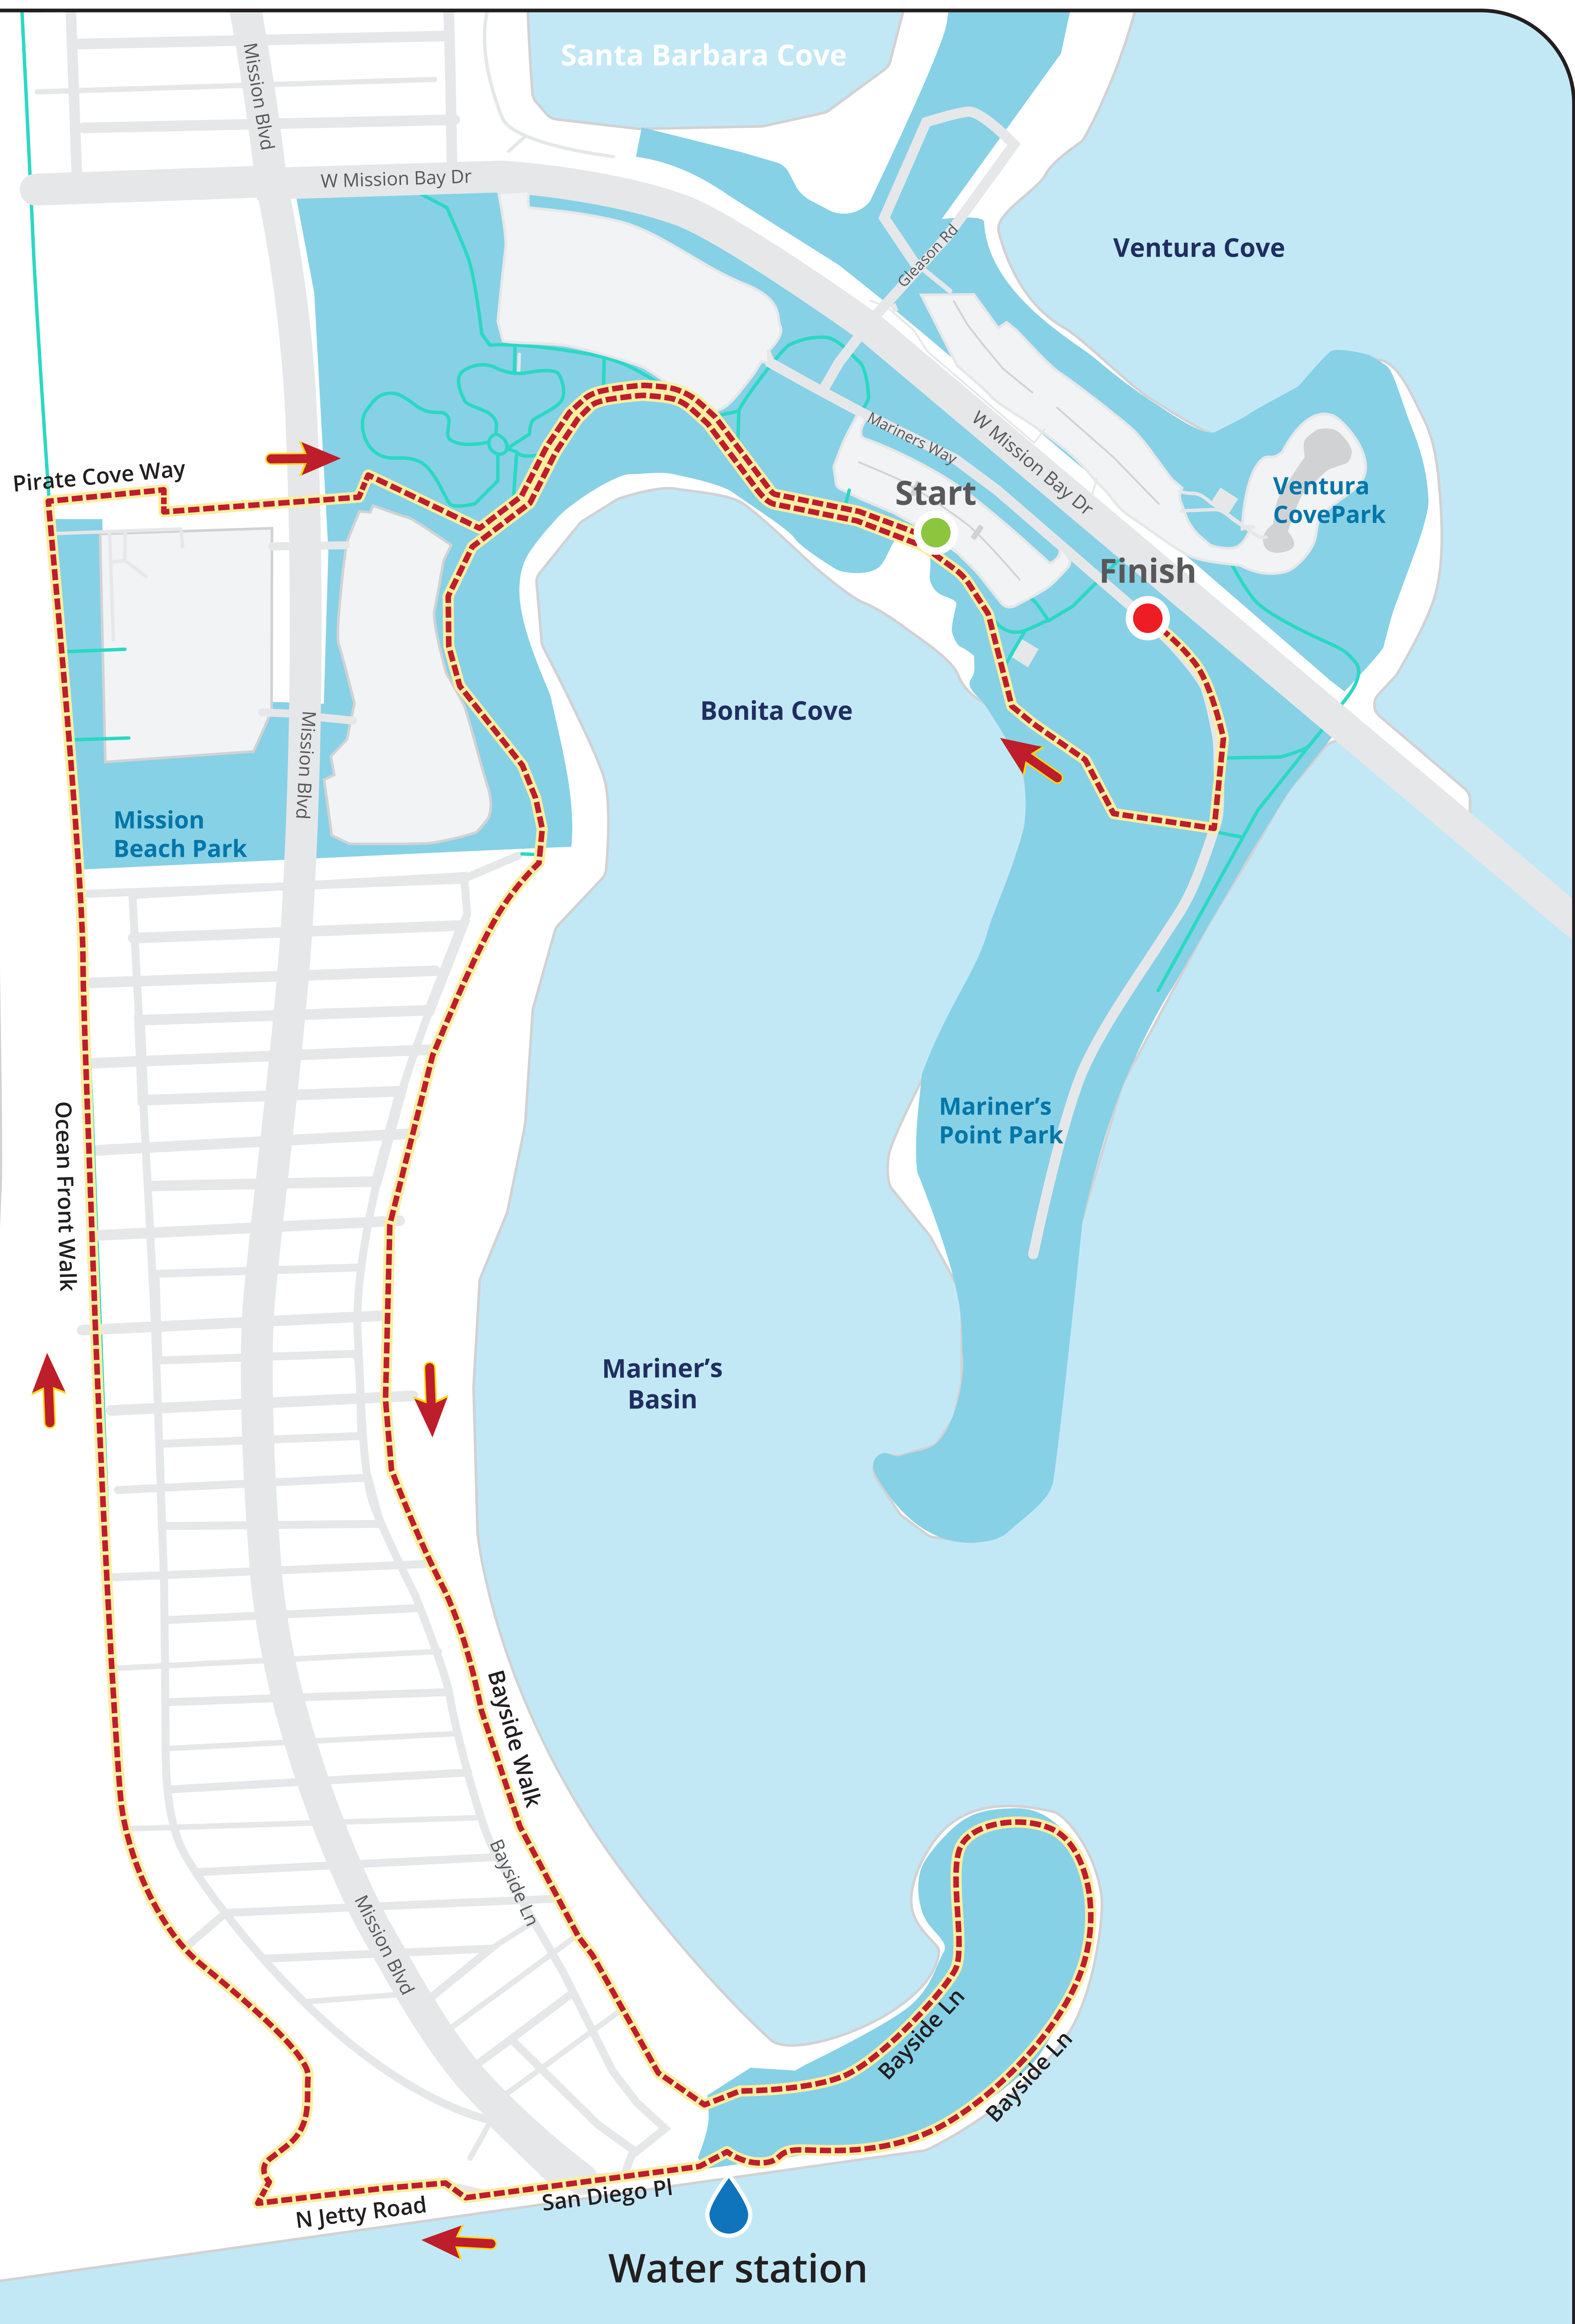 Santa Barbara Cove
Mission Blvd
W Mission Bay Dr
Ventura Cove
Gleason Rd
Mariners Way
W Mission Bay Dr
Pirate Cove Way
Start
Ventura
CovePark
Finish
Bonita Cove
Mission Blvd
Mission
Beach Park
Ocean Front Walk
Mariner’s
Point Park
Mariner’s
Basin
Bayside Walk
Bayside Ln
Mission Blvd
Bayside Ln
Bayside Ln
San Diego Pl
N Jetty Road
Water station